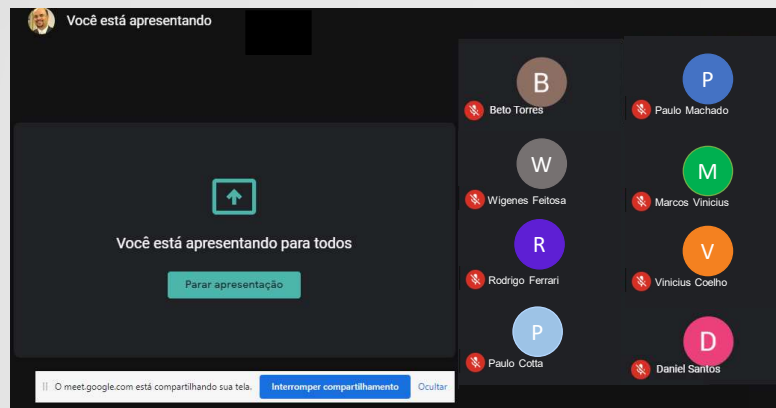 Você está apresentando
B
Beto Torres
P
Paulo Machado
W
Wigenes Feitosa
M
Marcos Vinicius
Você está apresentando para todos
Parar apresentação
R
Rodrigo Ferrari
V
Vinicius Coelho
P
Paulo Cotta
D
Daniel Santos
O meet.google.com está compartilhando sua tela.
Interromper compartilhamento
Ocultar